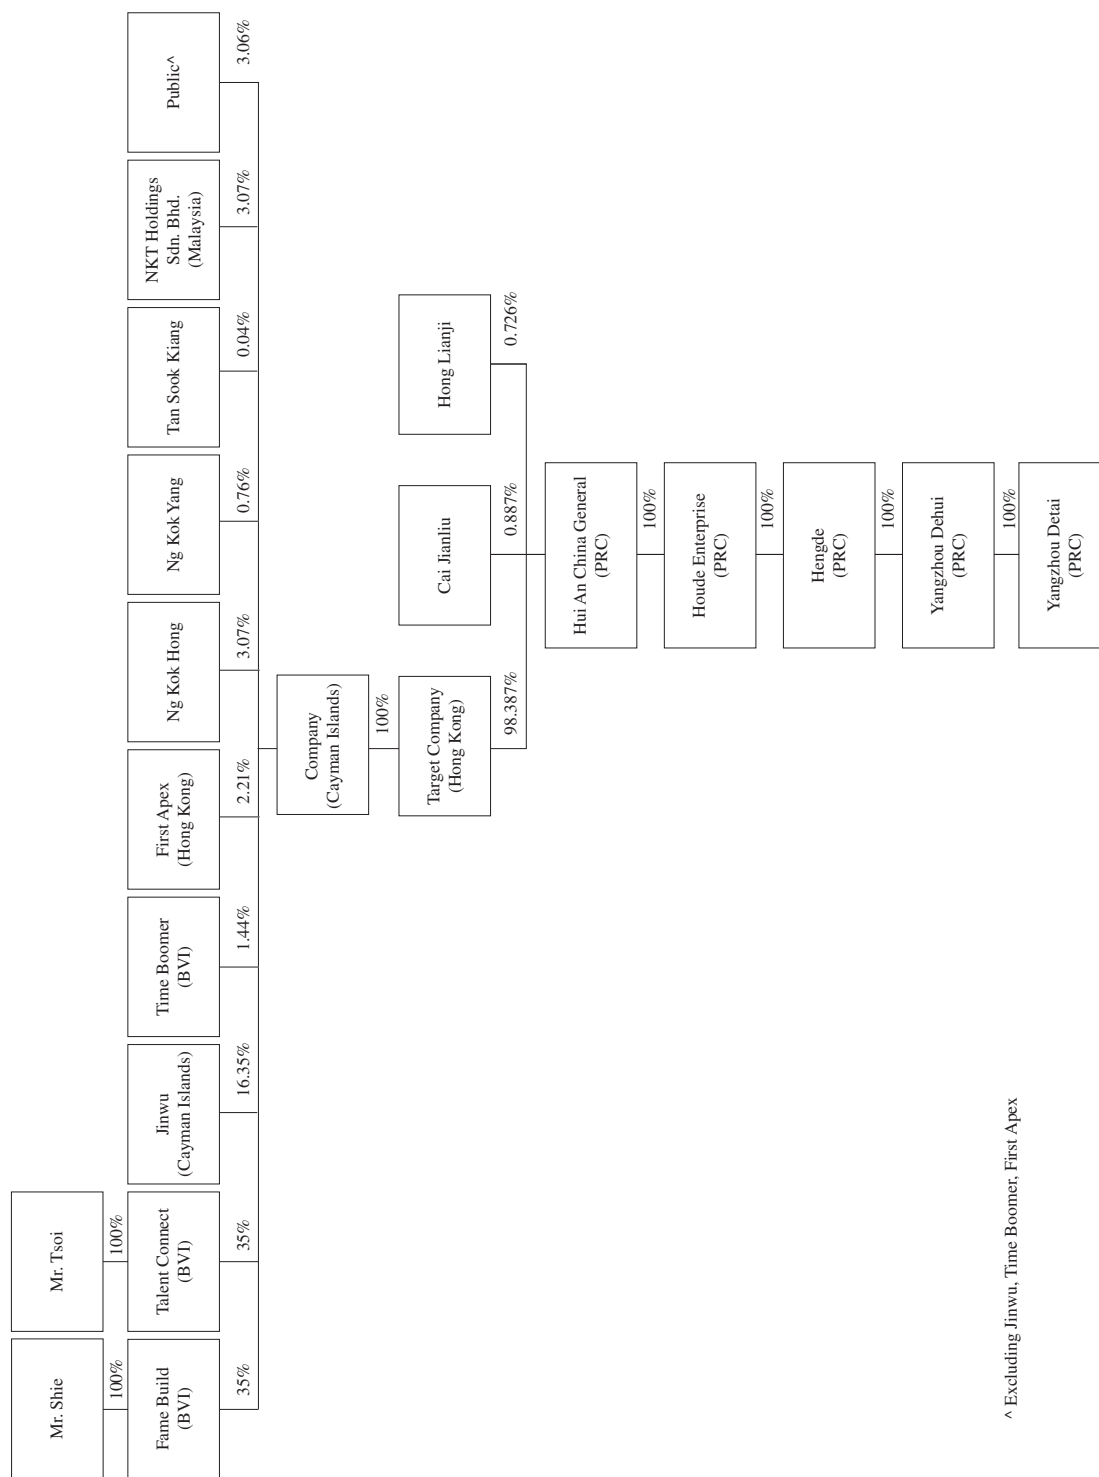 Mr. Shie
Mr. Tsoi
100%
100%
Fame Build
(BVI)
Talent Connect
(BVI)
Jinwu
(Cayman Islands)
Time Boomer
(BVI)
First Apex
(Hong Kong)
Ng Kok Hong
Ng Kok Yang
Tan Sook Kiang
NKT Holdings
Sdn. Bhd.
(Malaysia)
Public^
35%
35%
16.35%
1.44%
2.21%
3.07%
0.76%
0.04%
3.07%
3.06%
Company
(Cayman Islands)
100%
Target Company
(Hong Kong)
Cai Jianliu
Hong Lianji
98.387%
0.887%
0.726%
Hui An China General
(PRC)
100%
Houde Enterprise
(PRC)
100%
Hengde
(PRC)
100%
Yangzhou Dehui
(PRC)
100%
Yangzhou Detai
(PRC)
^ Excluding Jinwu, Time Boomer, First Apex